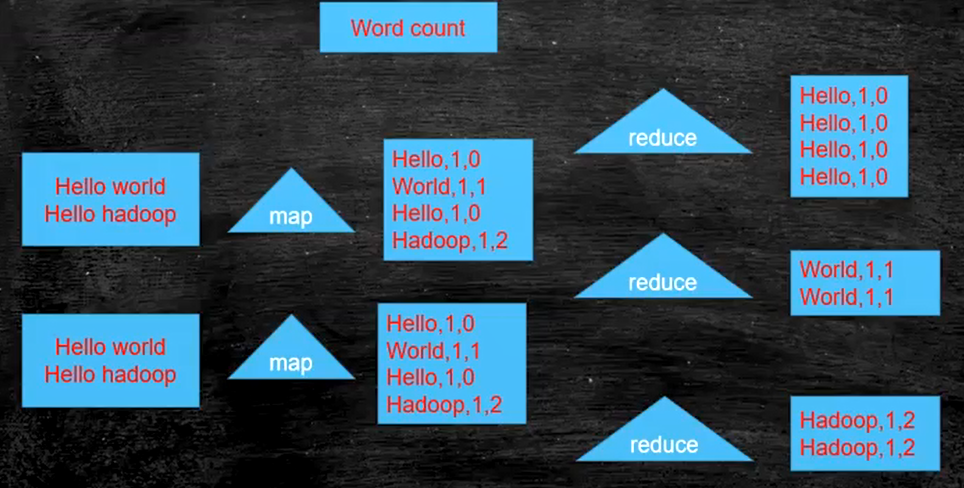 Word count
Hello world
Hello hadoop
map
Hello,1,0
World,1,1
Hello,1,0
Hadoop,1,2
Hello world
Hello hadoop
map
Hello,1,0
World,1,1
Hello,1,0
Hadoop,1,2
reduce
Hello,1,0
Hello,1,0
Hello,1,0
Hello,1,0
reduce
World,1,1
World,1,1
reduce
Hadoop,1,2
Hadoop,1,2